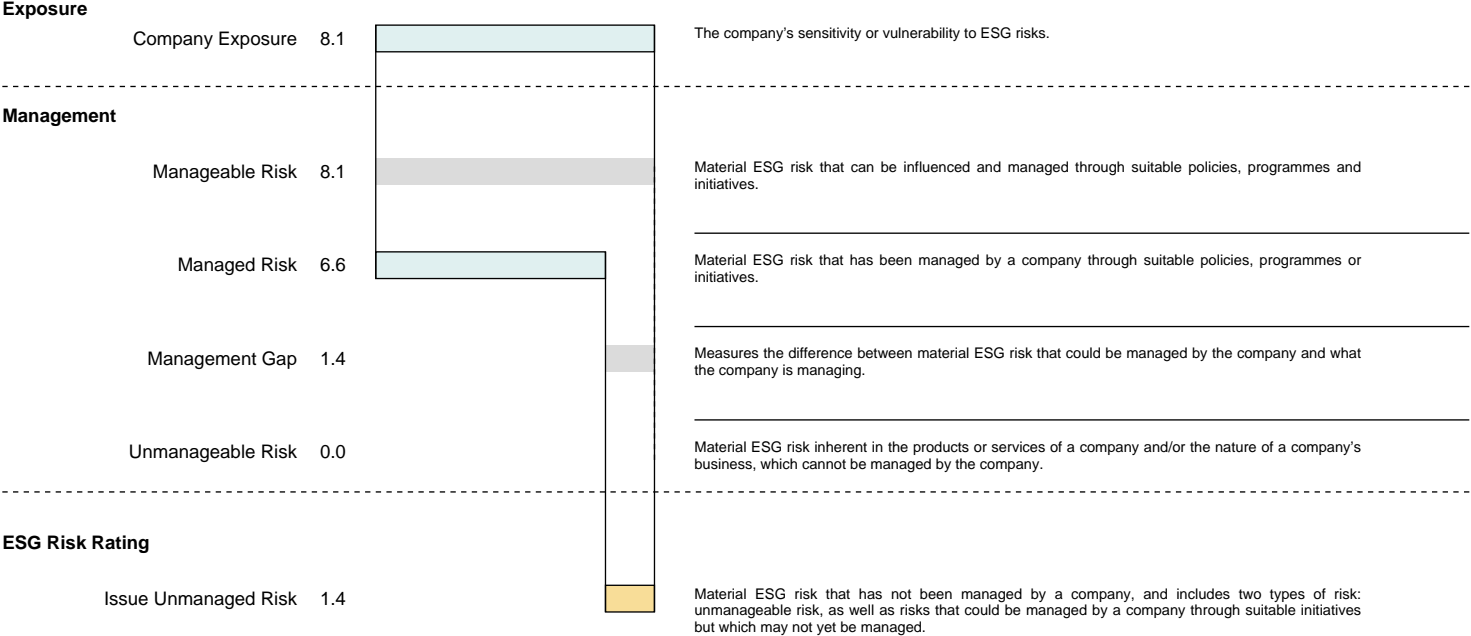 Exposure
Company Exposure 8.1
The company’s sensitivity or vulnerability to ESG risks.
Management
Manageable Risk 8.1
Material ESG risk that can be influenced and managed through suitable policies, programmes and
initiatives.
Managed Risk 6.6
Material ESG risk that has been managed by a company through suitable policies, programmes or
initiatives.
Management Gap 1.4
Measures the difference between material ESG risk that could be managed by the company and what
the company is managing.
Unmanageable Risk 0.0
Material ESG risk inherent in the products or services of a company and/or the nature of a company’s
business, which cannot be managed by the company.
ESG Risk Rating
Issue Unmanaged Risk 1.4
Material ESG risk that has not been managed by a company, and includes two types of risk:
unmanageable risk, as well as risks that could be managed by a company through suitable initiatives
but which may not yet be managed.